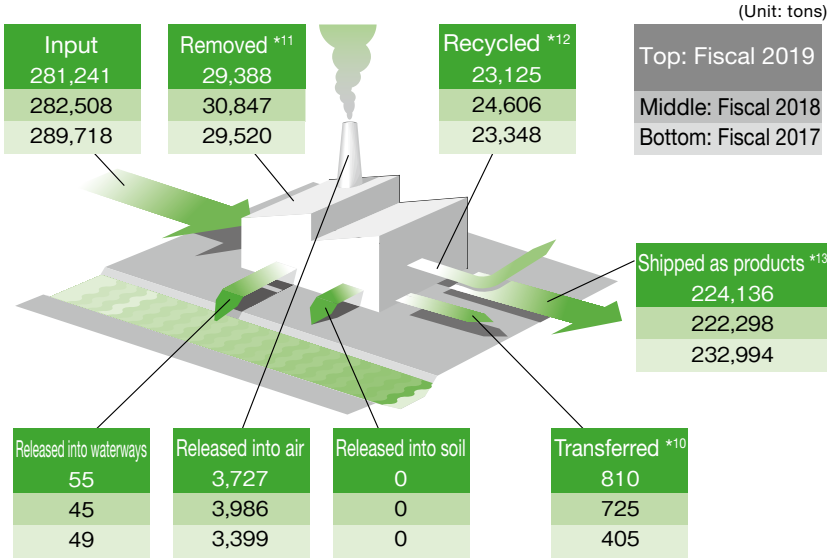 (Unit: tons)
Input
281,241
282,508
289,718
Removed *11
29,388
30,847
29,520
Recycled *12
23,125
24,606
23,348
Top: Fiscal 2019
Middle: Fiscal 2018
Bottom: Fiscal 2017
Shipped as products *13
224,136
222,298
232,994
Released into waterways
55
45
49
Released into air
3,727
3,986
3,399
Released into soil
0
0
0
Transferred *10
810
725
405